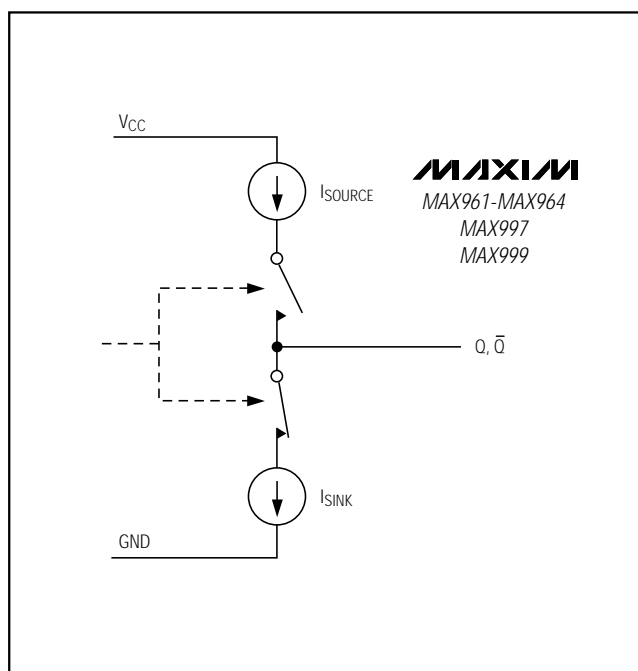 VCC
ISOURCE
MAXIM
MAX961-MAX964
MAX997
MAX999
Q, Q̅
ISINK
GND